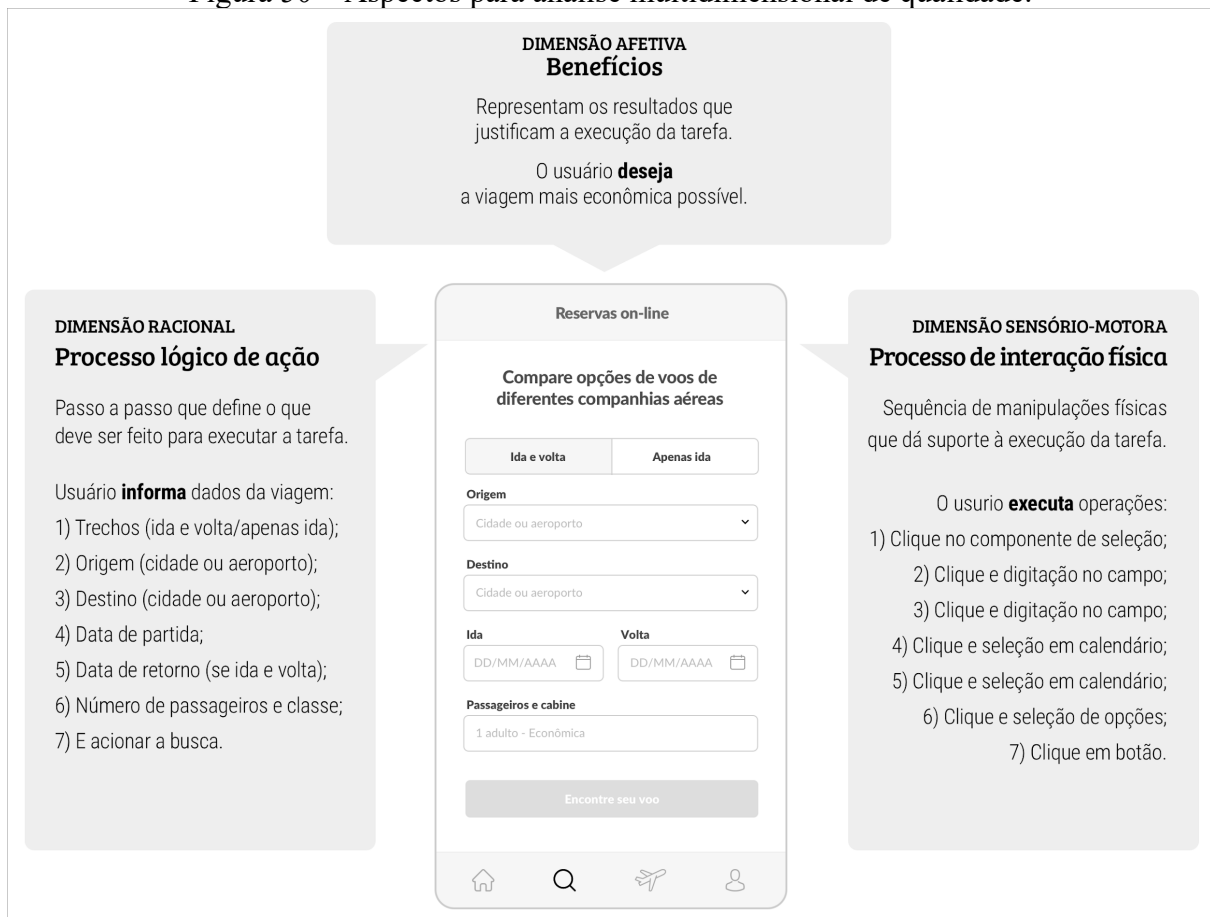 Figura 50 – Aspectos para análise multidimensional de qualidade.
DIMENSÃO AFETIVA
Benefícios
Representam os resultados que
justificam a execução da tarefa.
O usuário deseja
a viagem mais econômica possível.
DIMENSÃO RACIONAL
Processo lógico de ação
Passo a passo que define o que
deve ser feito para executar a tarefa.
Usuário informa dados da viagem:
1) Trechos (ida e volta/apenas ida);
2) Origem (cidade ou aeroporto);
3) Destino (cidade ou aeroporto);
4) Data de partida;
5) Data de retorno (se ida e volta);
6) Número de passageiros e classe;
7) E acionar a busca.
Reservas on-line
Compare opções de voos de
diferentes companhias aéreas
Ida e volta Apenas ida
Origem
Cidade ou aeroporto
Destino
Cidade ou aeroporto
Ida Volta
DD/MM/AAAA DD/MM/AAAA
Passageiros e cabine
1 adulto - Econômica
Encontre seu voo
DIMENSÃO SENSÓRIO-MOTORA
Processo de interação física
Sequência de manipulações físicas
que dá suporte à execução da tarefa.
O usurio executa operações:
1) Clique no componente de seleção;
2) Clique e digitação no campo;
3) Clique e digitação no campo;
4) Clique e seleção em calendário;
5) Clique e seleção em calendário;
6) Clique e seleção de opções;
7) Clique em botão.